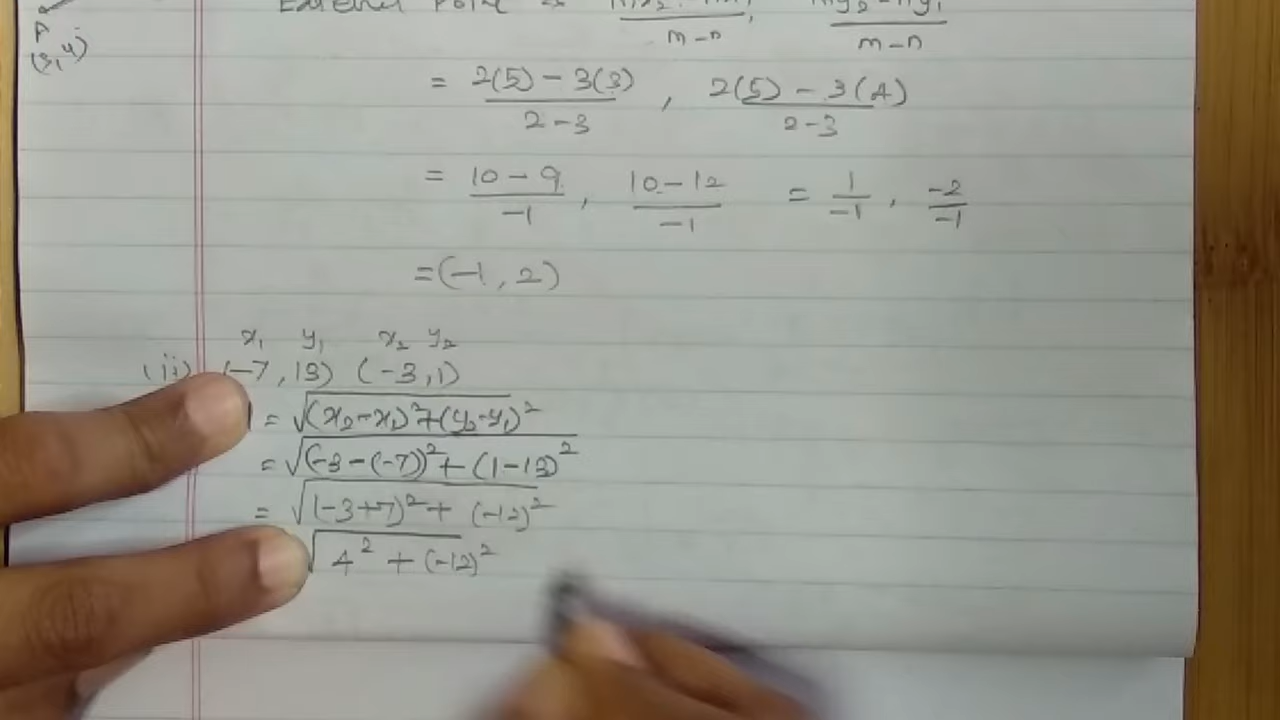 A
(3,4)
External Point = 
m-n m-n
= 2(5) - 3(3) / 2-3 , 2(5) - 3(4) / 2-3
= 10-9 / -1 , 10-12 / -1 = 1 / -1 , -2 / -1
=(-1, 2)
x₁ y₁ x₂ y₂
(ii) (-7, 13) (-3, 1)
= √(x₂-x₁)²+(y₂-y₁)²
= √(-3-(-7))²+(1-13)²
= √(-3+7)²+ (-12)²
√4² + (-12)²